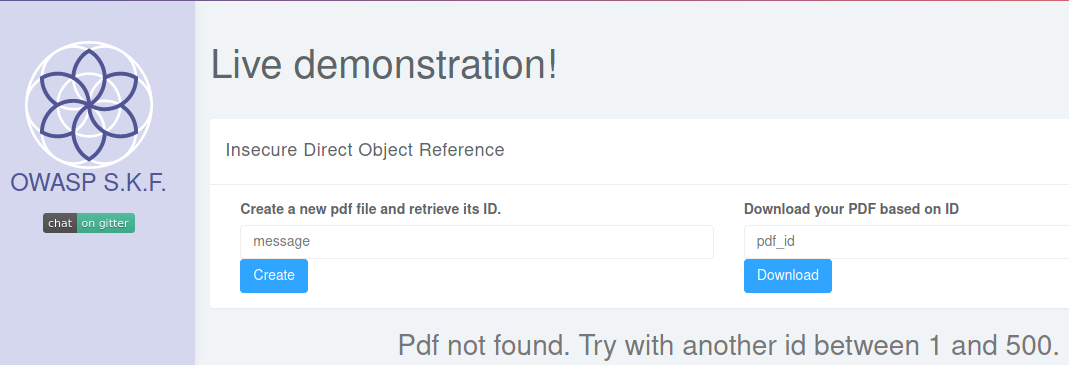 Live demonstration!
OWASP S.K.F.
chat on gitter
Insecure Direct Object Reference
Create a new pdf file and retrieve its ID.
message
Create
Download your PDF based on ID
pdf_id
Download
Pdf not found. Try with another id between 1 and 500.